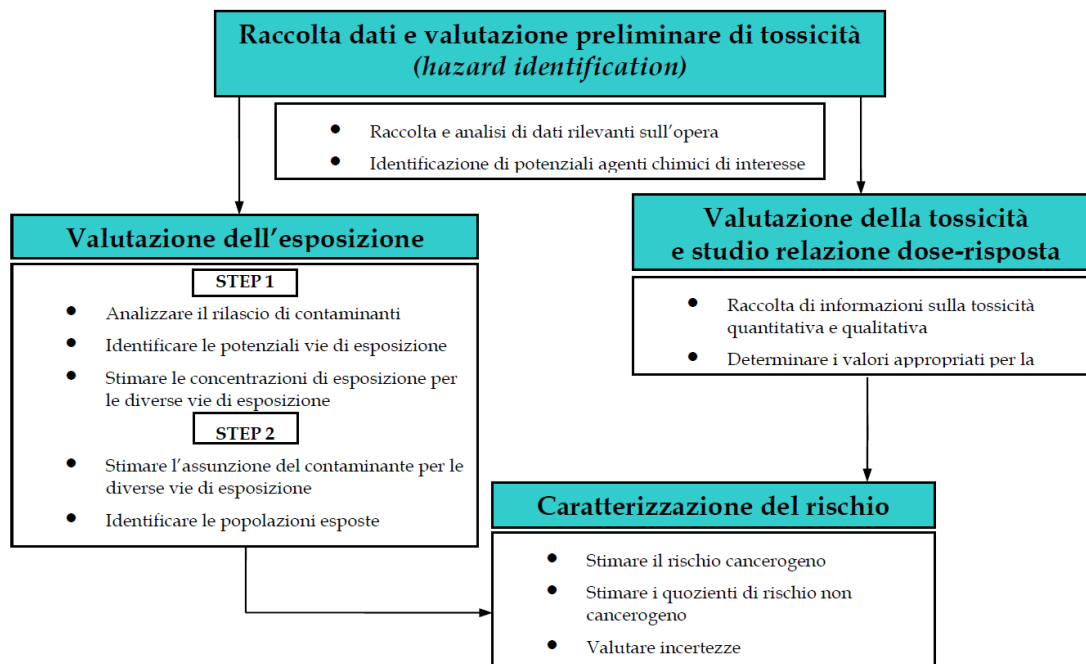 Raccolta dati e valutazione preliminare di tossicità
(hazard identification)
● Raccolta e analisi di dati rilevanti sull’opera
● Identificazione di potenziali agenti chimici di interesse
Valutazione dell’esposizione
STEP 1
● Analizzare il rilascio di contaminanti
● Identificare le potenziali vie di esposizione
● Stimare le concentrazioni di esposizione per
le diverse vie di esposizione
STEP 2
● Stimare l’assunzione del contaminante per le
diverse vie di esposizione
● Identificare le popolazioni esposte
Valutazione della tossicità
e studio relazione dose-risposta
● Raccolta di informazioni sulla tossicità
quantitativa e qualitativa
● Determinare i valori appropriati per la
Caratterizzazione del rischio
● Stimare il rischio cancerogeno
● Stimare i quozienti di rischio non
cancerogeno
● Valutare incertezze